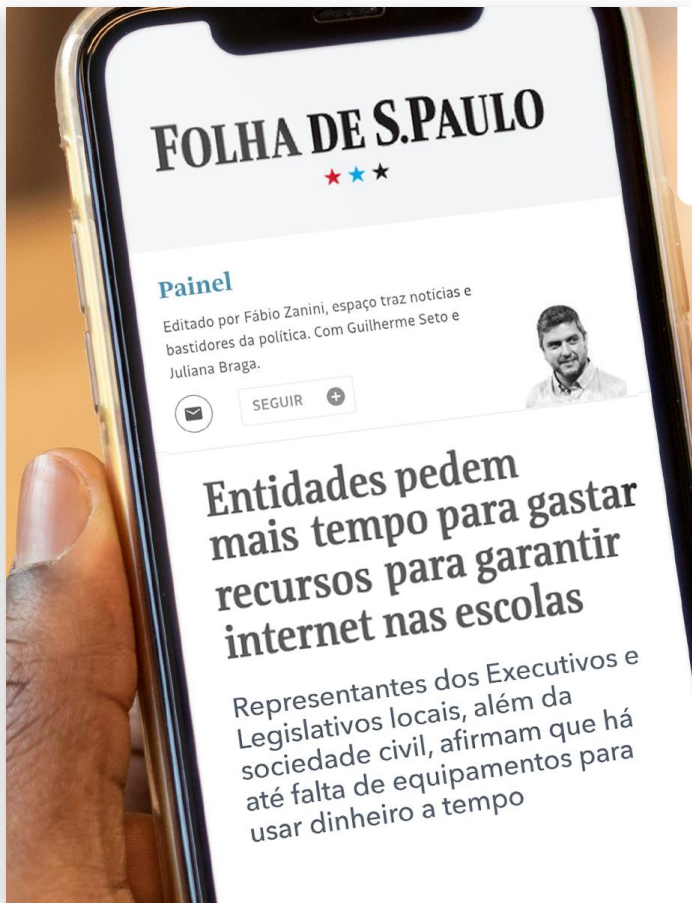 FOLHA DE S.PAULO
Painel
Editado por Fábio Zanini, espaço traz notícias e
bastidores da política. Com Guilherme Seto e
Juliana Braga.
SEGUIR
Entidades pedem
mais tempo para gastar
recursos para garantir
internet nas escolas
Representantes dos Executivos e
Legislativos locais, além da
sociedade civil, afirmam que há
até falta de equipamentos para
usar dinheiro a tempo